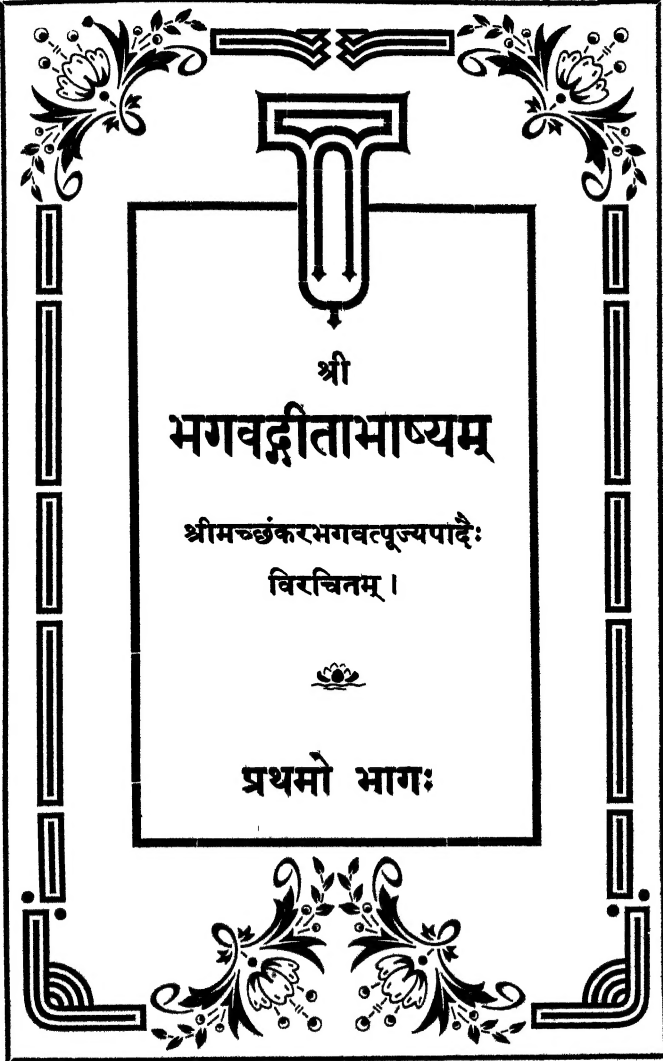 श्री
भगवद्गीताभाष्यम्
श्रीमच्छंकरभगवत्पूज्यपादैः
विरचितम् ।
प्रथमो भागः